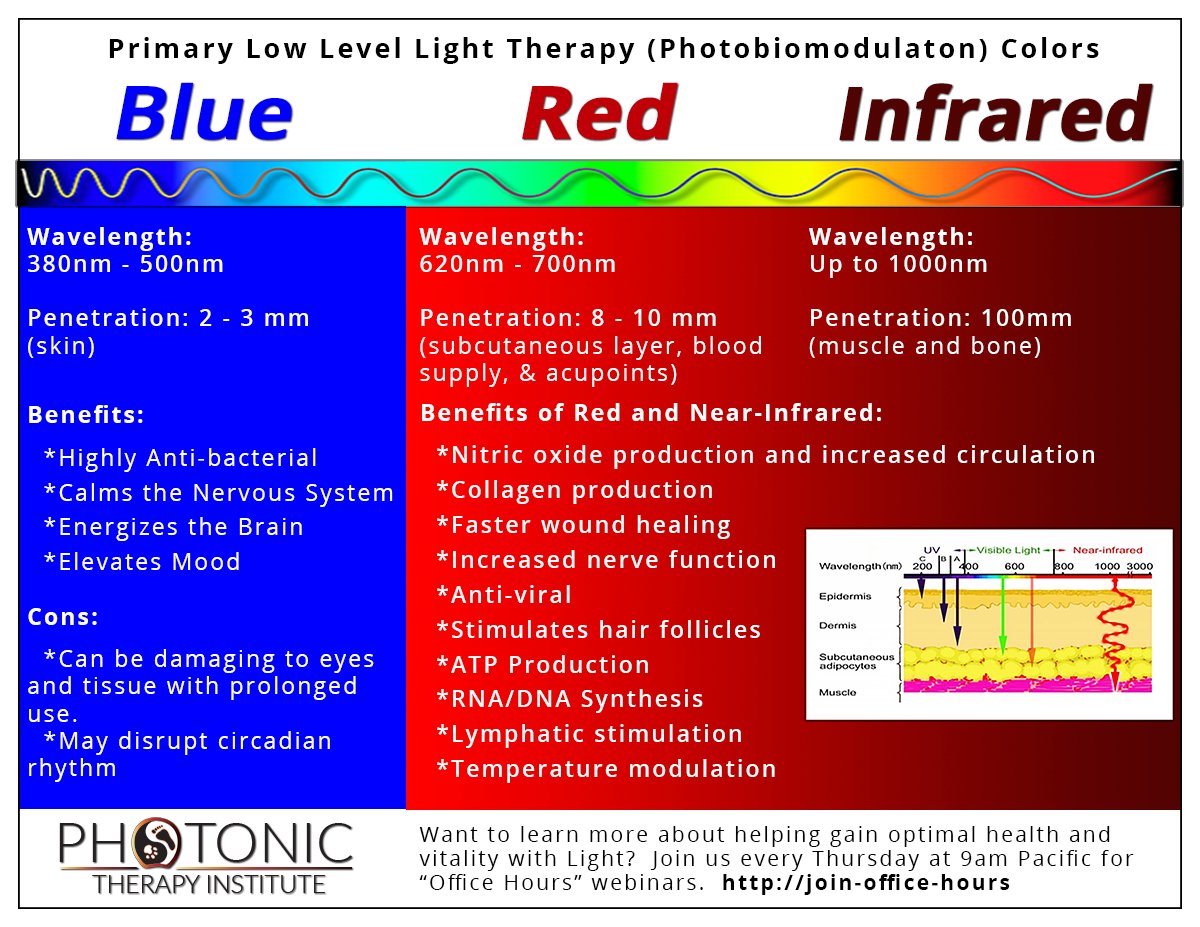 Primary Low Level Light Therapy (Photobiomodulaton) Colors
Blue
Red
Infrared
Wavelength:
380nm - 500nm
Penetration: 2 - 3 mm
(skin)
Benefits:
*Highly Anti-bacterial
*Calms the Nervous System
*Energizes the Brain
*Elevates Mood
Cons:
*Can be damaging to eyes
and tissue with prolonged
use.
*May disrupt circadian
rhythm
Wavelength:
620nm - 700nm
Penetration: 8 - 10 mm
(subcutaneous layer, blood
supply, & acupoints)
Wavelength:
Up to 1000nm
Penetration: 100mm
(muscle and bone)
Benefits of Red and Near-Infrared:
*Nitric oxide production and increased circulation
*Collagen production
*Faster wound healing
*Increased nerve function
*Anti-viral
*Stimulates hair follicles
*ATP Production
*RNA/DNA Synthesis
*Lymphatic stimulation
*Temperature modulation
UV Visible Light Near-infrared
C B A
Wavelength(nm) 200 400 600 800 1000 3000
Epidermis
Dermis
Subcutaneous
adipocytes
Muscle
PHOTONIC
THERAPY INSTITUTE
Want to learn more about helping gain optimal health and
vitality with Light? Join us every Thursday at 9am Pacific for
“Office Hours” webinars. http://join-office-hours